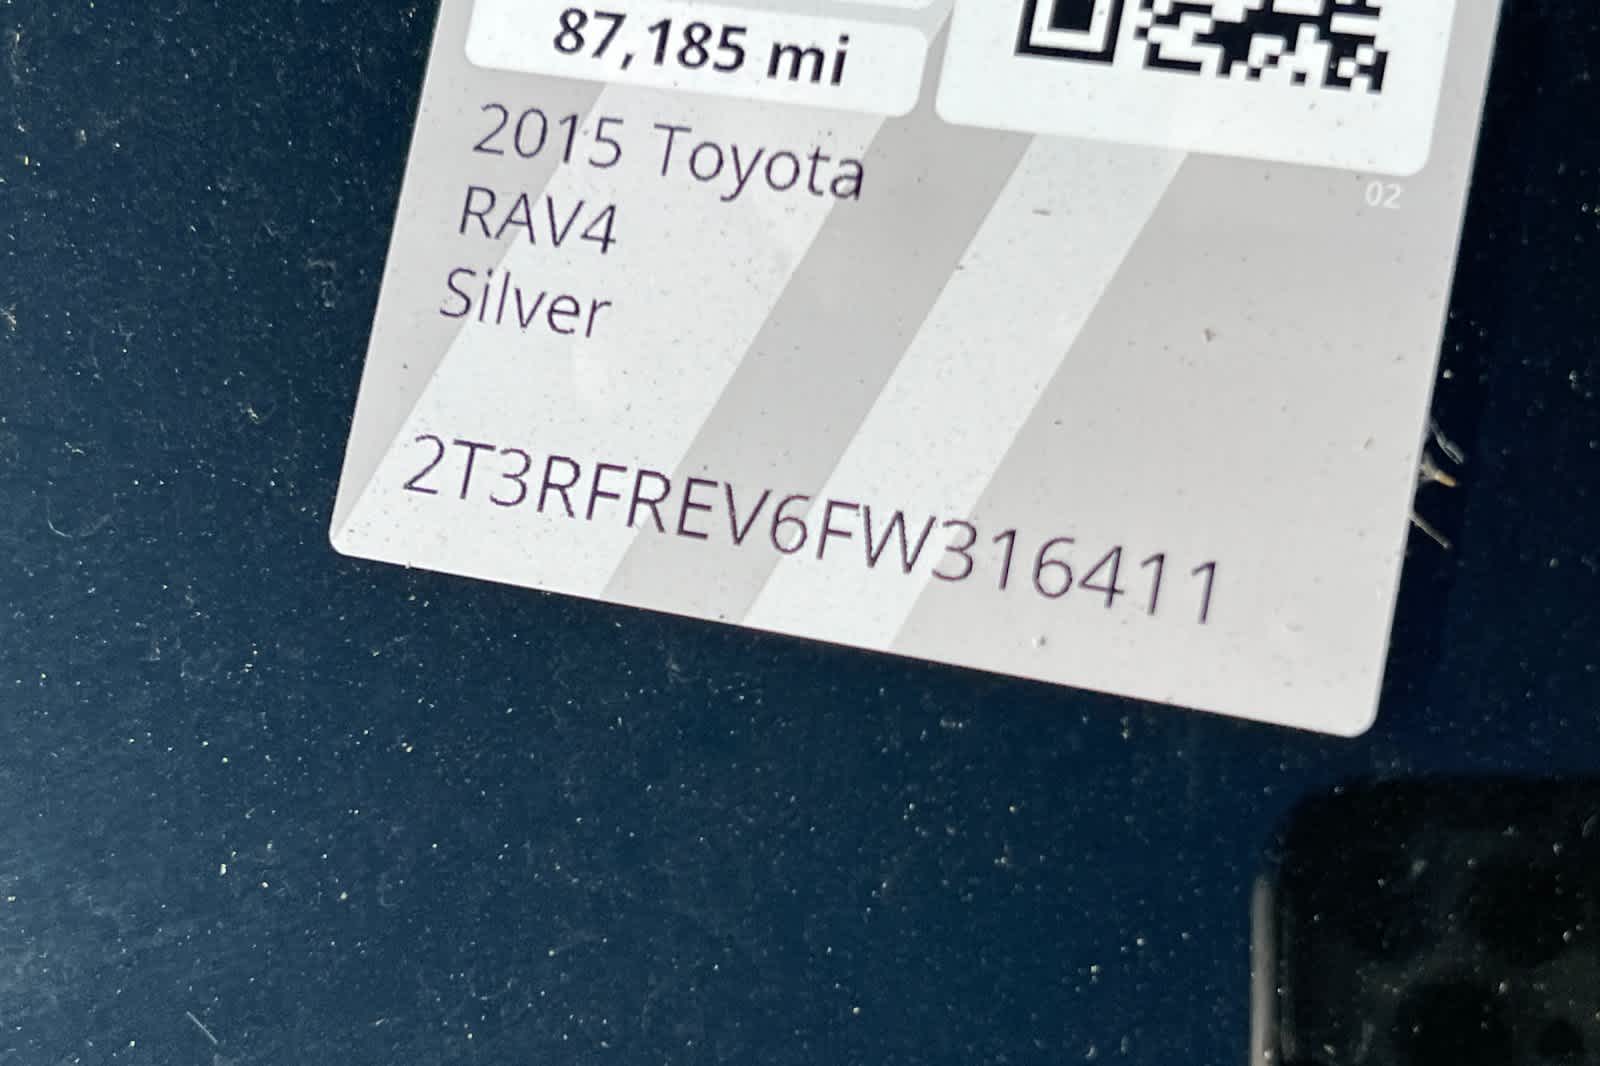 87,185 mi
2015 Toyota
RAV4
Silver
02
2T3RFREV6FW316411